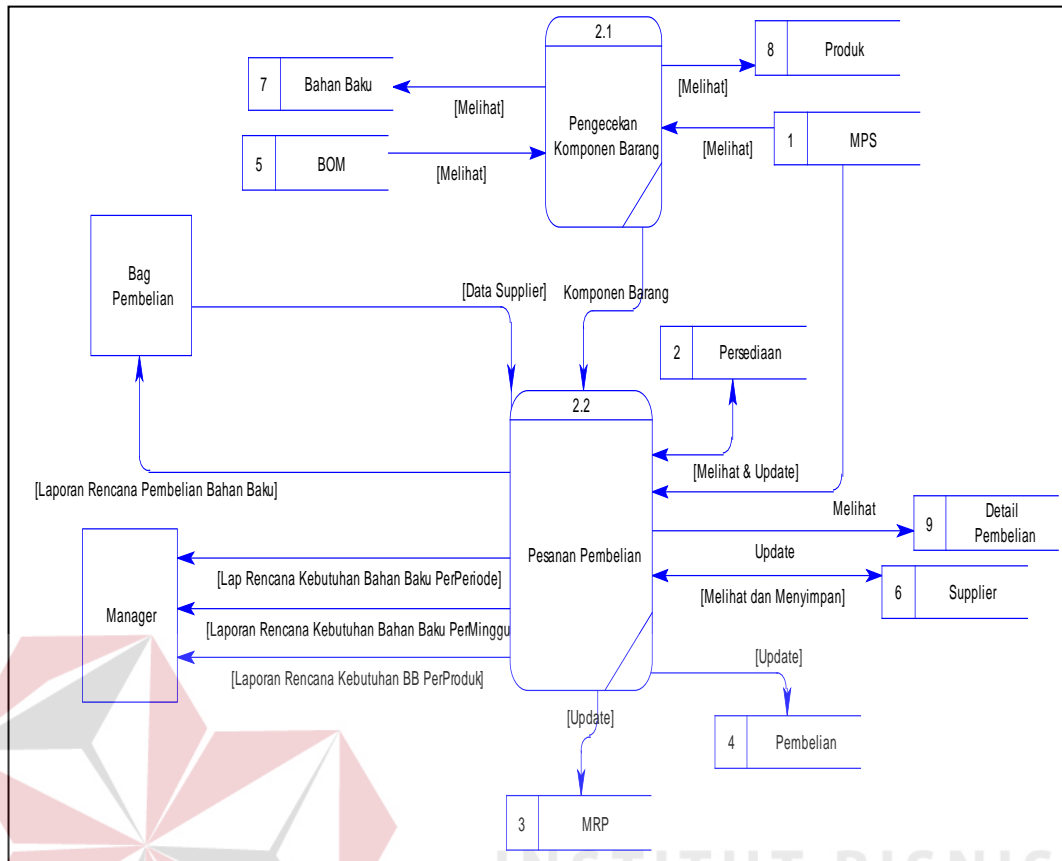 2.1
8
Produk
7
Bahan Baku
[Melihat]
[Melihat]
Pengecekan
Komponen Barang
1
MPS
5
BOM
[Melihat]
[Melihat]
Bag
Pembelian
[Data Supplier]
Komponen Barang
2
Persediaan
2.2
[Melihat & Update]
[Laporan Rencana Pembelian Bahan Baku]
Melihat
9
Detail
Pembelian
Pesanan Pembelian
Update
[Lap Rencana Kebutuhan Bahan Baku PerPeriode]
[Melihat dan Menyimpan]
6
Supplier
Manager
[Laporan Rencana Kebutuhan Bahan Baku PerMinggu
[Laporan Rencana Kebutuhan BB PerProduk]
[Update]
[Update]
4
Pembelian
3
MRP
INSTITUT BISNIS